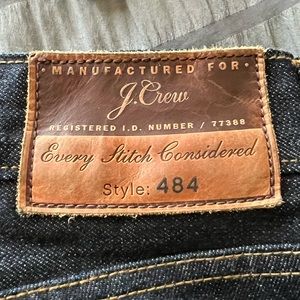 · MANUFACTURED FOR ·
J.Crew
REGISTERED I.D. NUMBER / 77388
Every Stitch Considered
Style: 484